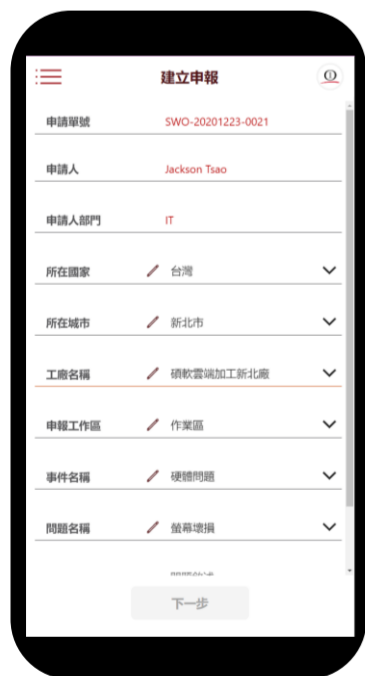 建立申報
申請單號 SWO-20201223-0021
申請人 Jackson Tsao
申請人部門 IT
所在國家 台灣
所在城市 新北市
工廠名稱 碩軟雲端加工新北廠
申報工作區 作業區
事件名稱 硬體問題
問題名稱 螢幕壞損
下一步